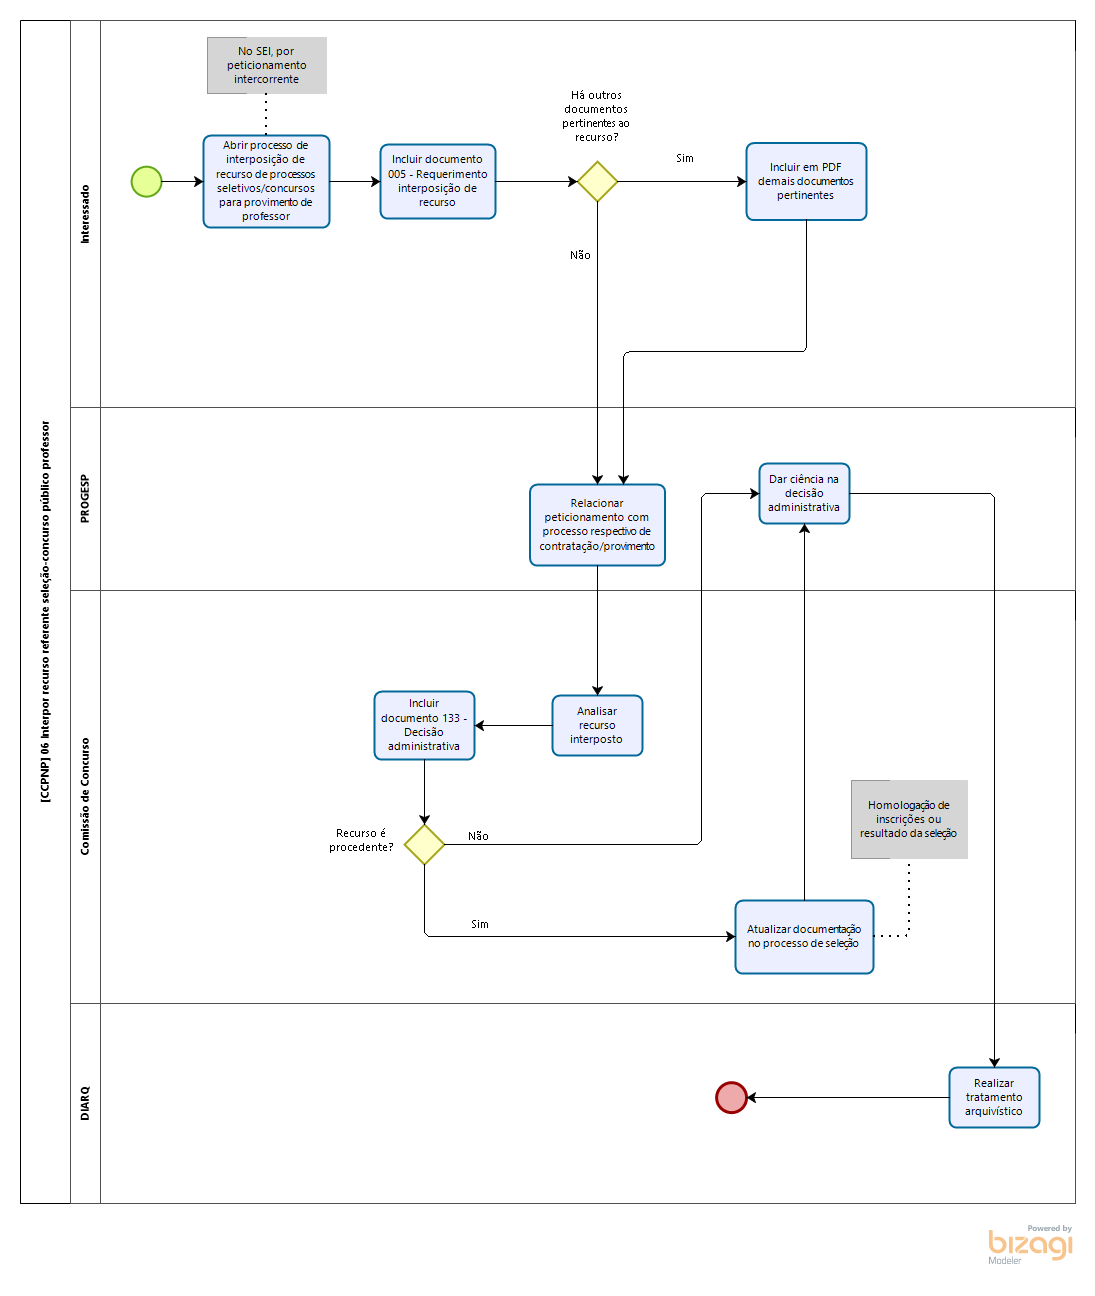 [CCPNP] 06 Interpor recurso referente seleção-concurso público professor
Interessado
No SEI, por
peticionamento
intercorrente
Abrir processo de
interposição de
recurso de processos
seletivos/concursos
para provimento de
professor
Incluir documento
005 - Requerimento
interposição de
recurso
Há outros
documentos
pertinentes ao
recurso?
Sim
Não
Incluir em PDF
demais documentos
pertinentes
PROGESP
Relacionar
peticionamento com
processo respectivo de
contratação/provimento
Dar ciência na
decisão
administrativa
Comissão de Concurso
Analisar
recurso
interposto
Incluir
documento 133 -
Decisão
administrativa
Recurso é
procedente?
Não
Sim
Homologação de
inscrições ou
resultado da seleção
Atualizar documentação
no processo de seleção
DIARQ
Realizar
tratamento
arquivístico
Powered by
bizagi
Modeler